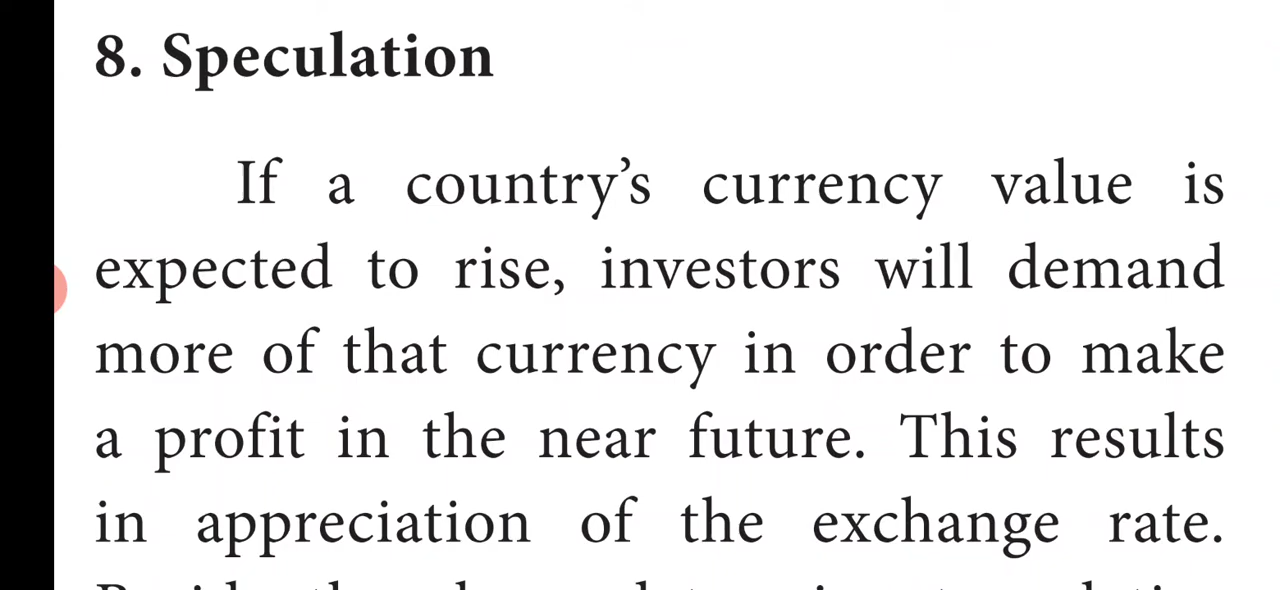 8. Speculation
If a country’s currency value is
expected to rise, investors will demand
more of that currency in order to make
a profit in the near future. This results
in appreciation of the exchange rate.